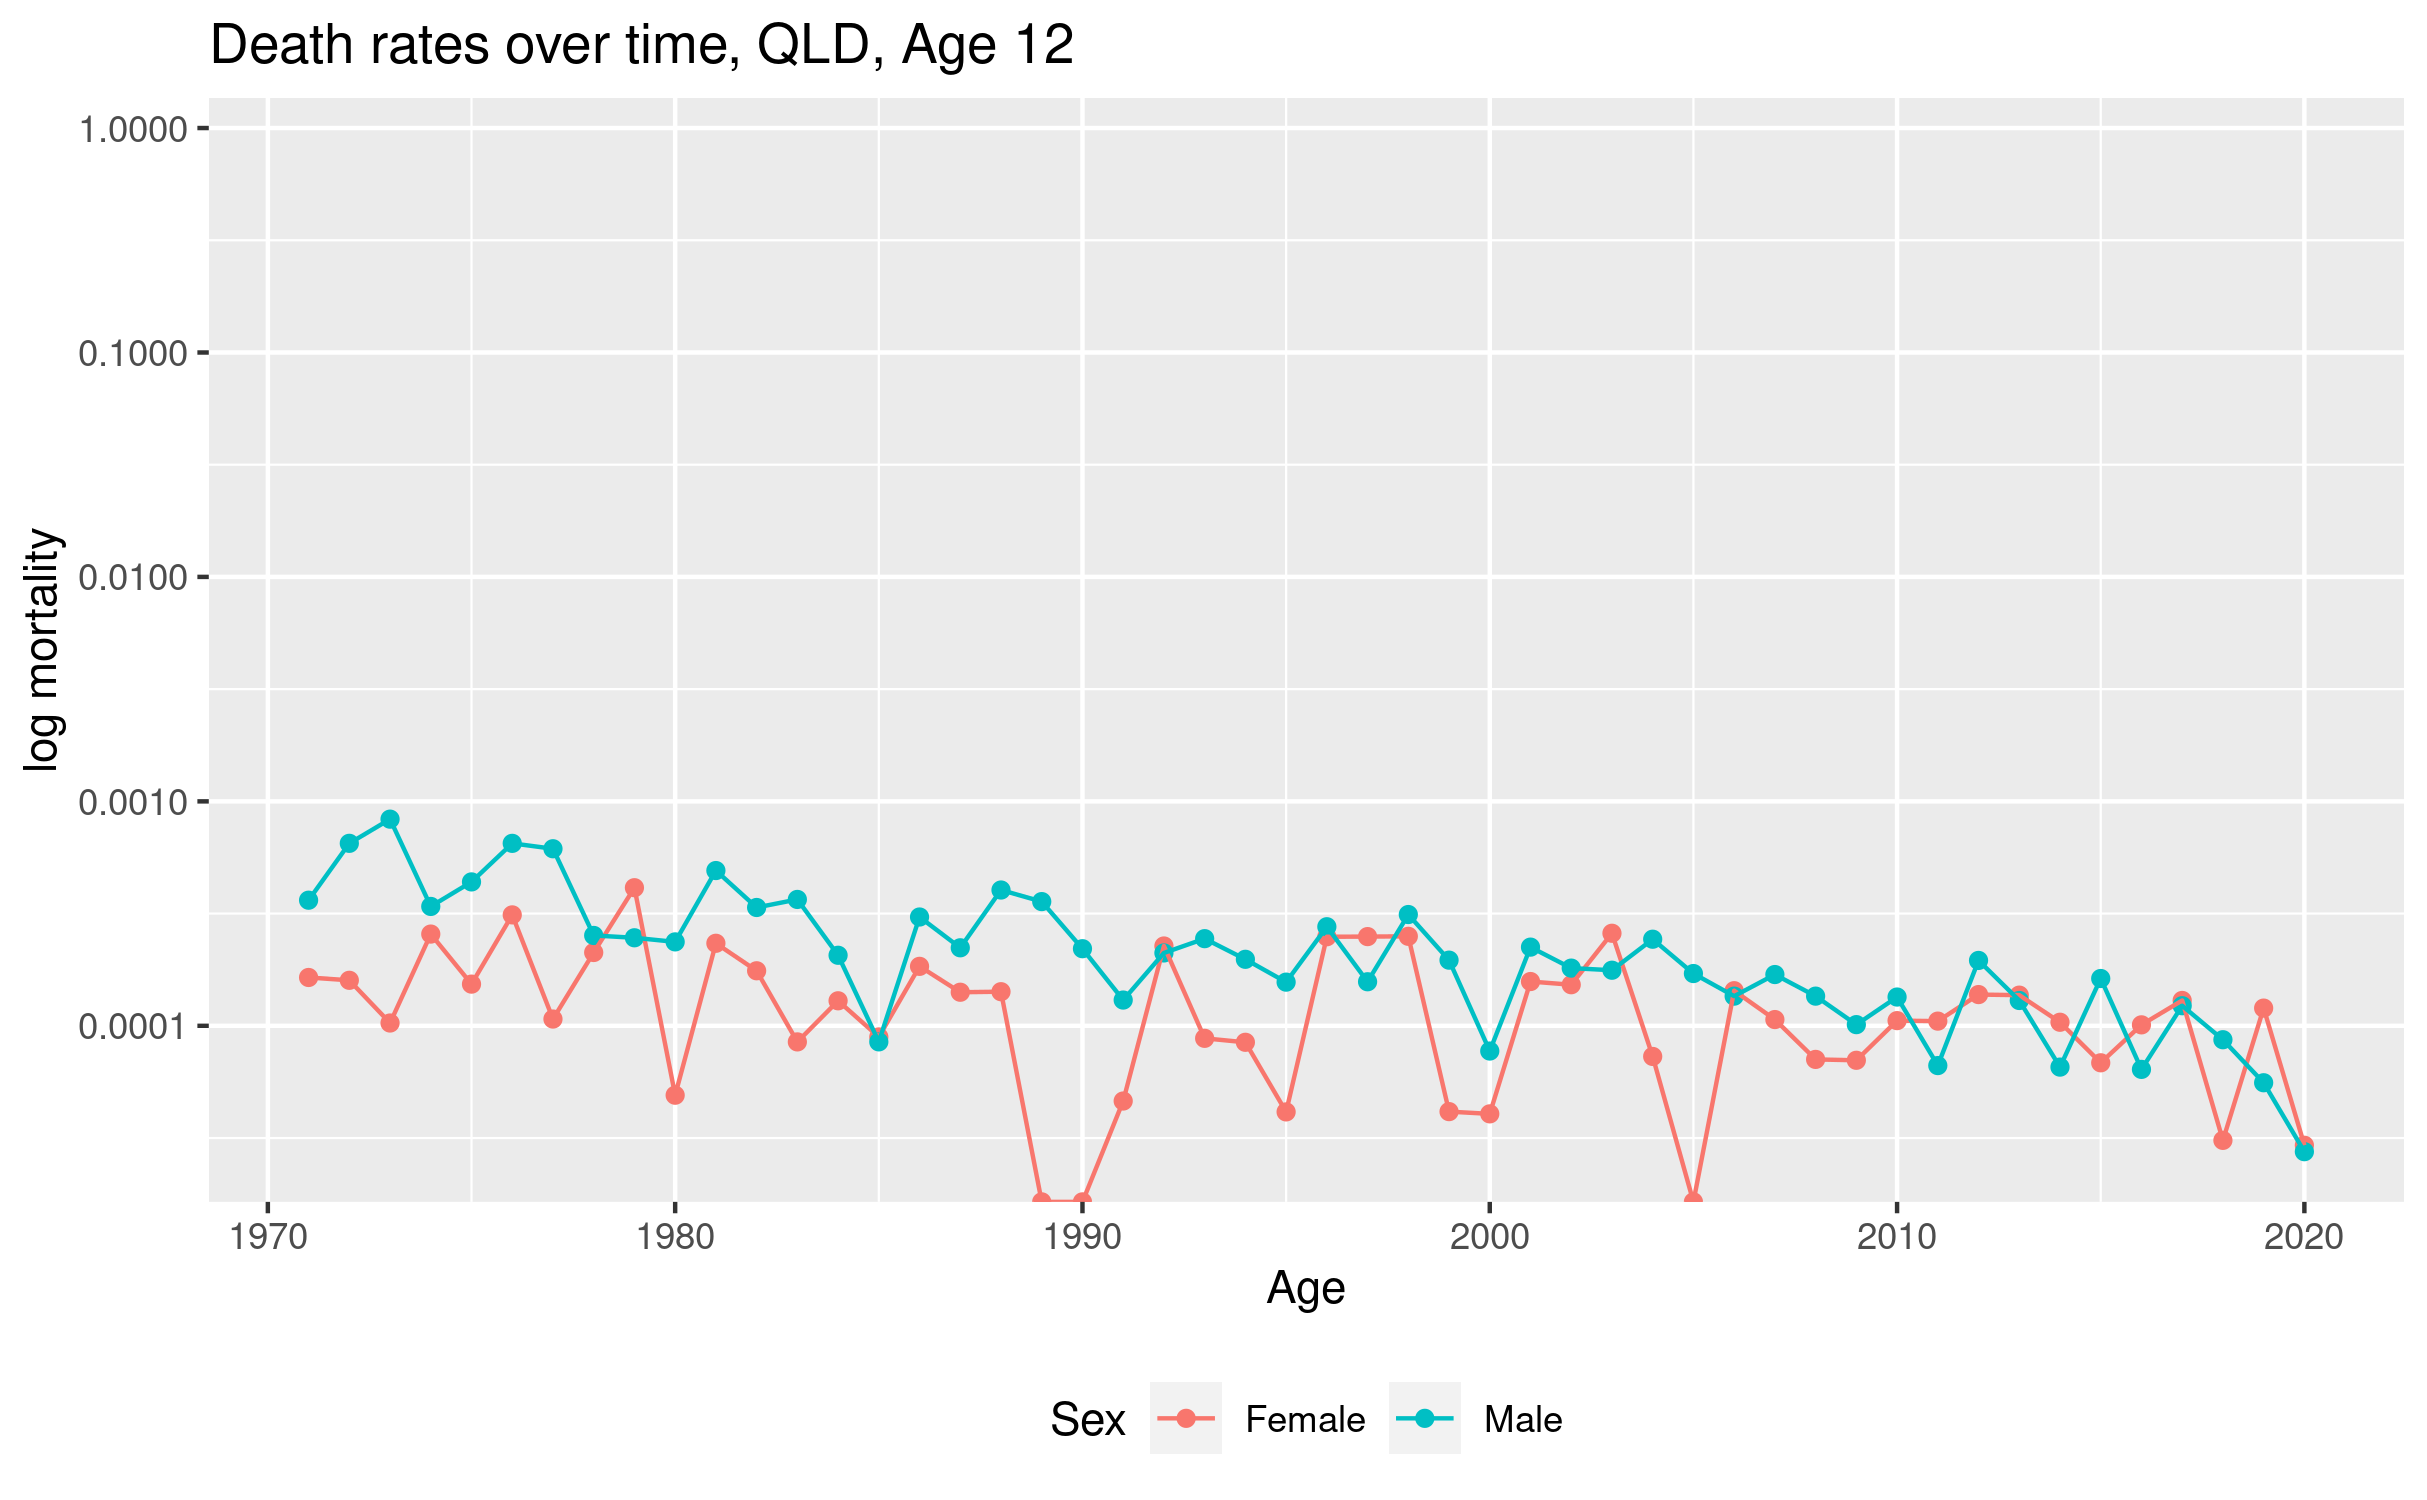 Death rates over time, QLD, Age 12
log mortality
1.0000
0.1000
0.0100
0.0010
0.0001
1970 1980 1990 2000 2010 2020
Age
Sex Female Male